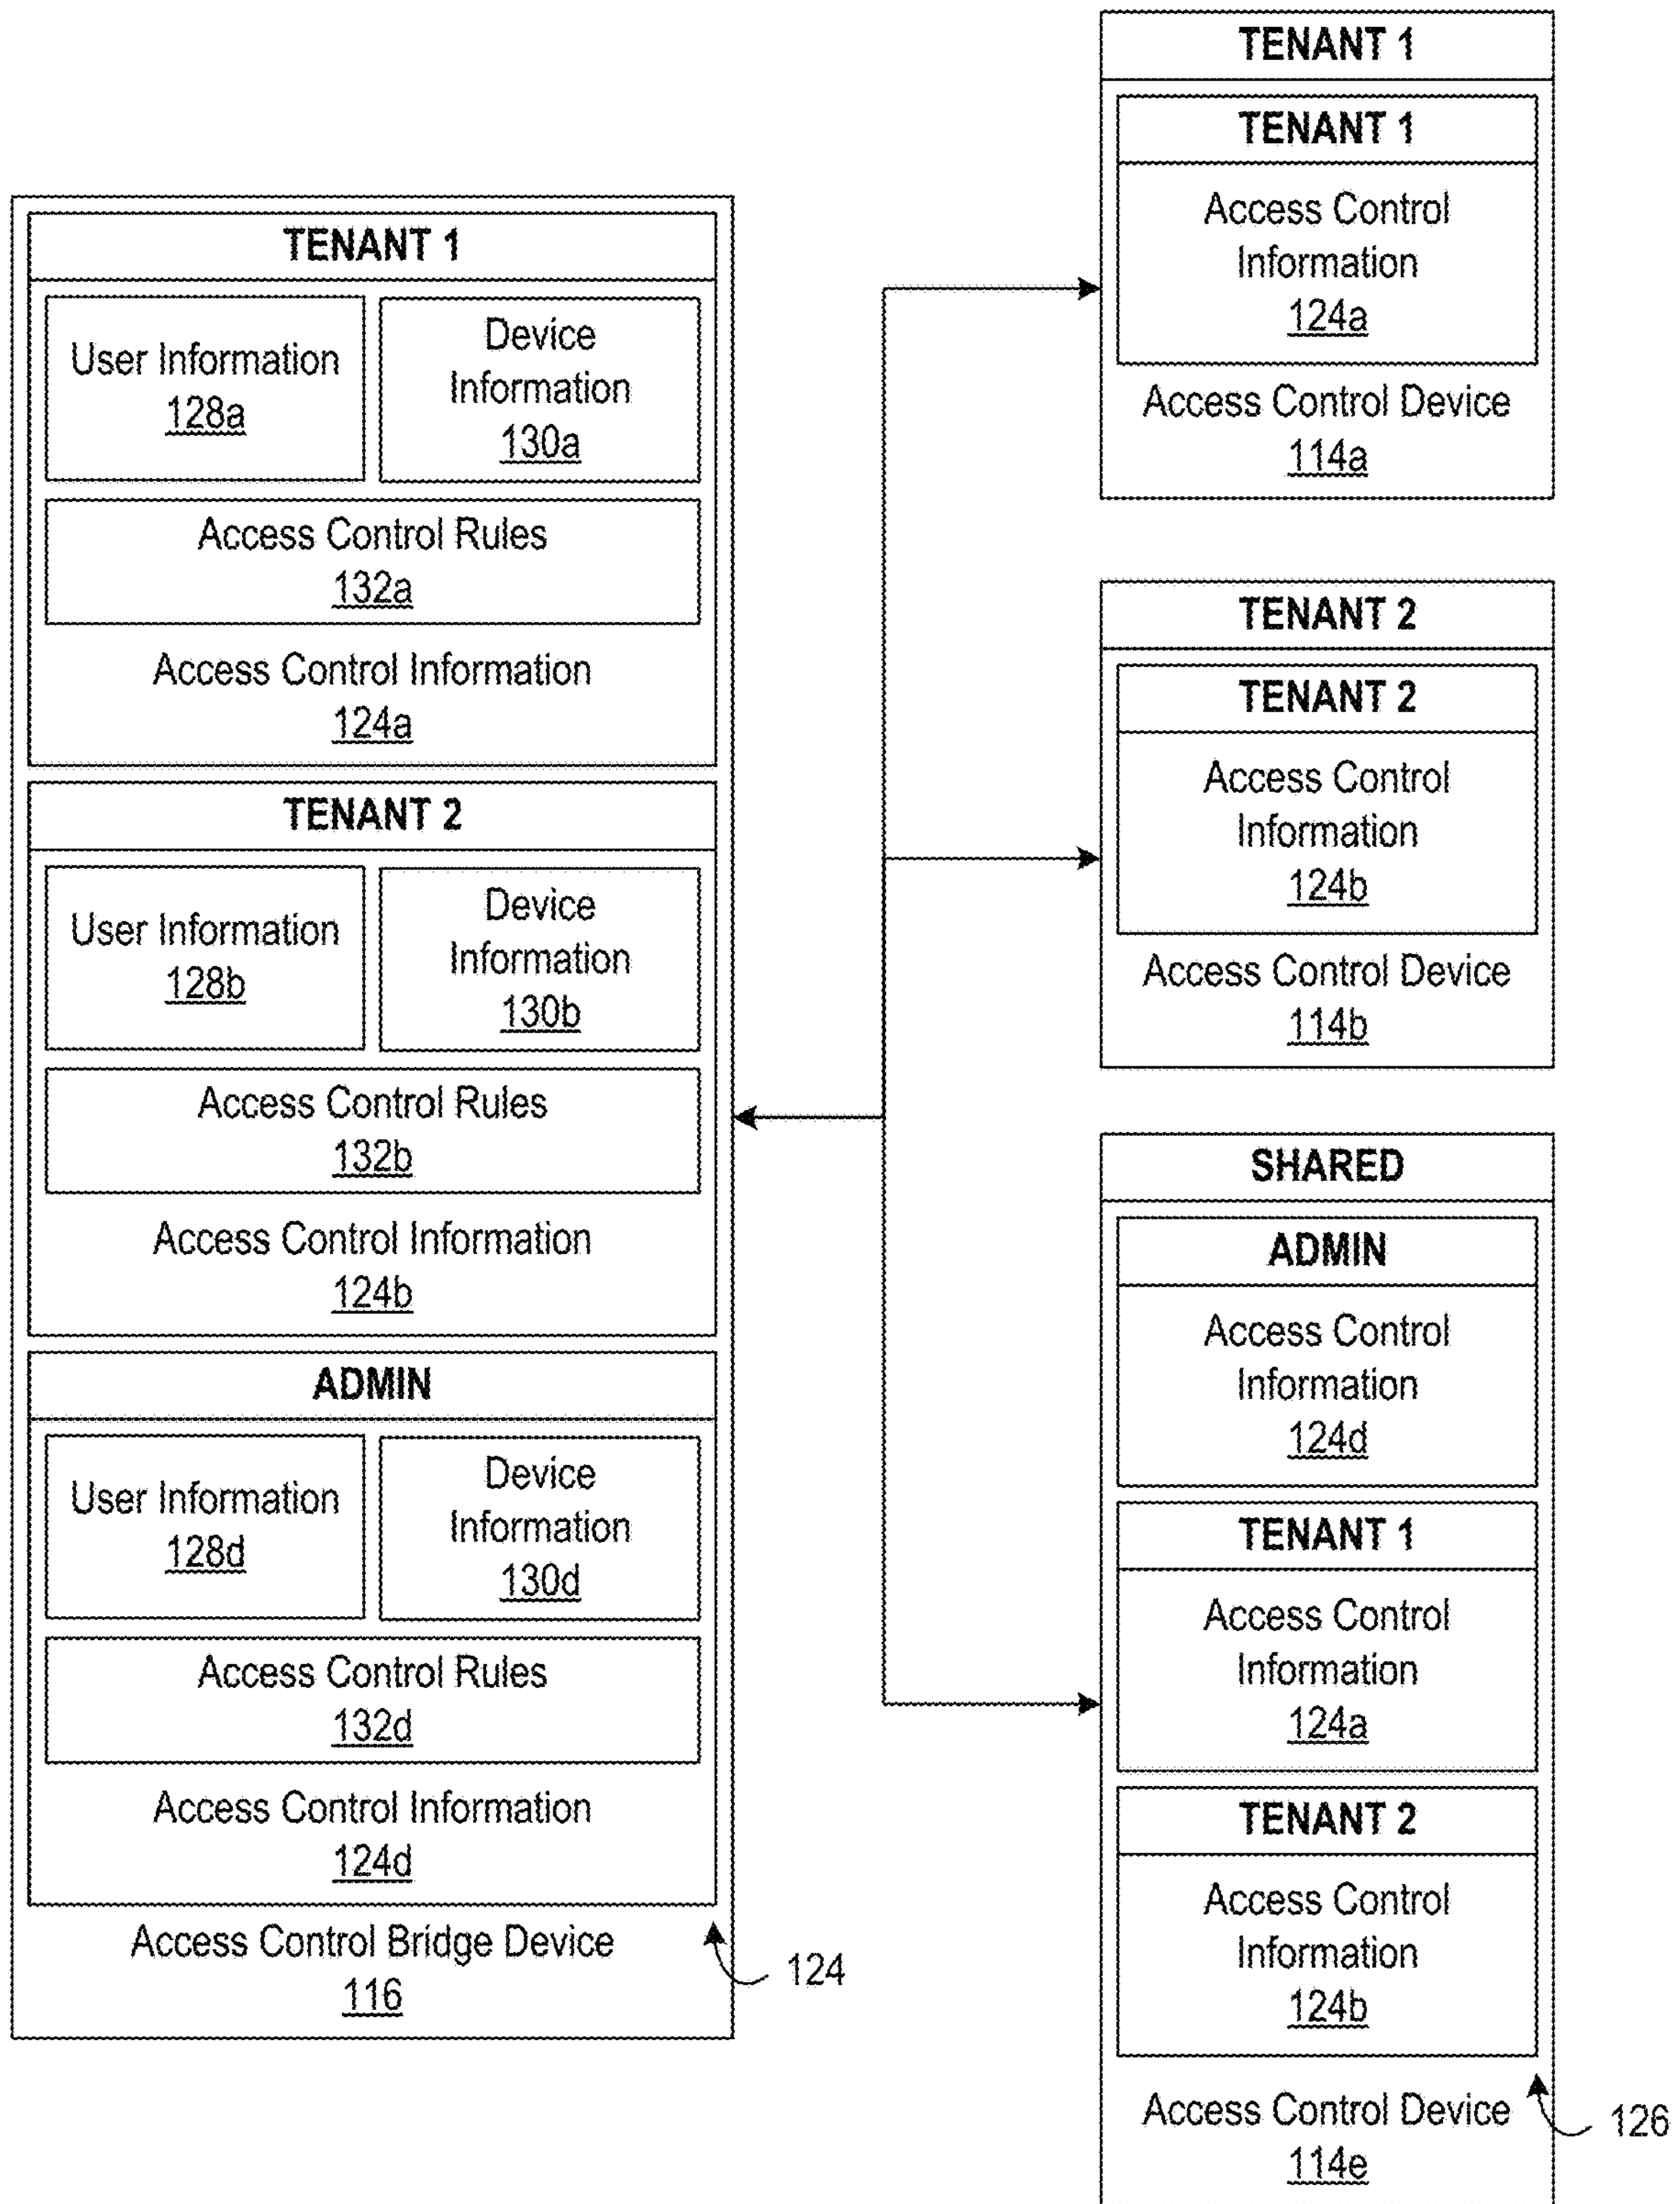 TENANT 1
User Information
128a
Device
Information
130a
Access Control Rules
132a
Access Control Information
124a
TENANT 2
User Information
128b
Device
Information
130b
Access Control Rules
132b
Access Control Information
124b
ADMIN
User Information
128d
Device
Information
130d
Access Control Rules
132d
Access Control Information
124d
Access Control Bridge Device
116
124
TENANT 1
TENANT 1
Access Control
Information
124a
Access Control Device
114a
TENANT 2
TENANT 2
Access Control
Information
124b
Access Control Device
114b
SHARED
ADMIN
Access Control
Information
124d
TENANT 1
Access Control
Information
124a
TENANT 2
Access Control
Information
124b
Access Control Device
114e
126